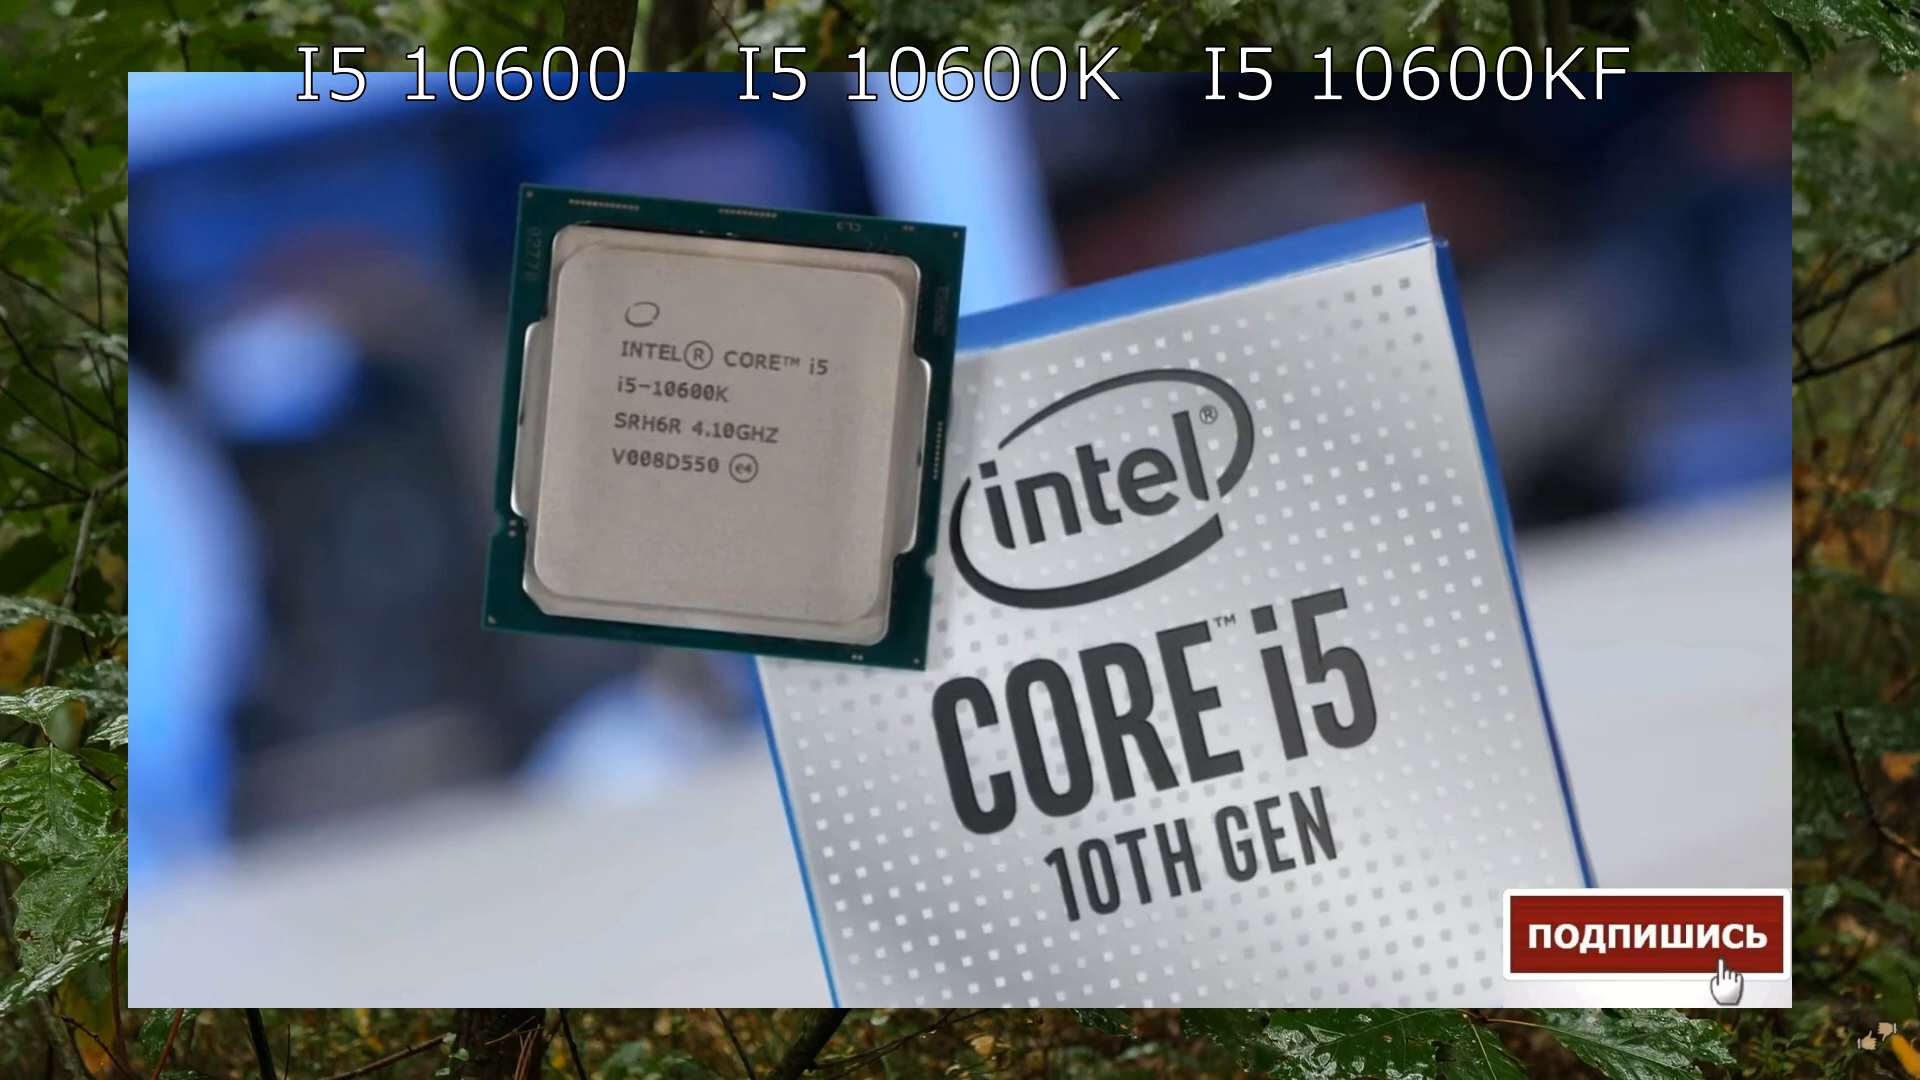 I5 10600 I5 10600K I5 10600KF
INTEL® CORE™ i5
i5-10600K
SRH6R 4.10GHZ
V008D550 e4
intel®
CORE™ i5
10TH GEN
ПОДПИШИСЬ